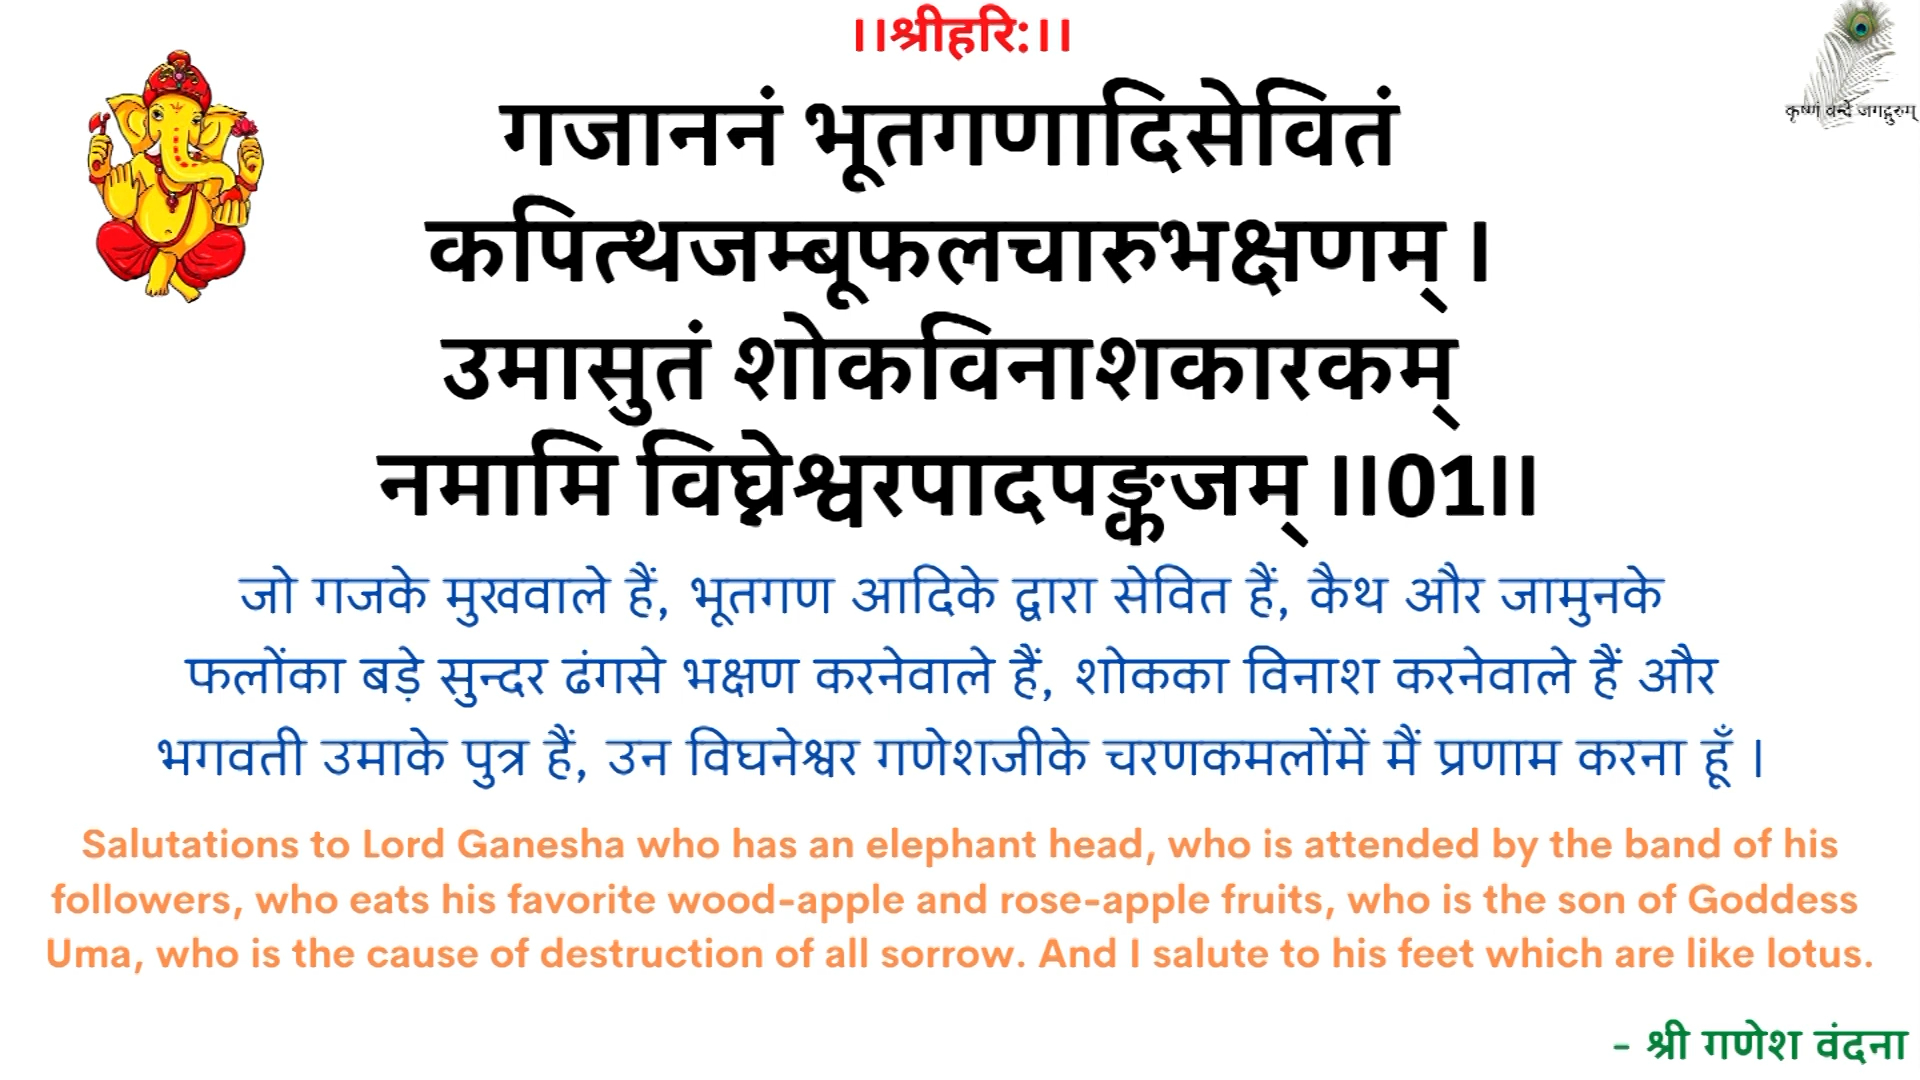 ।।श्रीहरि:।।
कृष्णं वन्दे जगद्गुरुम्
गजाननं भूतगणादिसेवितं
कपित्थजम्बूफलचारुभक्षणम् ।
उमासुतं शोकविनाशकारकम्
नमामि विघ्नेश्वरपादपङ्कजम् ।।01।।
जो गजके मुखवाले हैं, भूतगण आदिके द्वारा सेवित हैं, कैथ और जामुनके
फलोंका बड़े सुन्दर ढंगसे भक्षण करनेवाले हैं, शोकका विनाश करनेवाले हैं और
भगवती उमाके पुत्र हैं, उन विघनेश्वर गणेशजीके चरणकमलोंमें मैं प्रणाम करना हूँ ।
Salutations to Lord Ganesha who has an elephant head, who is attended by the band of his
followers, who eats his favorite wood-apple and rose-apple fruits, who is the son of Goddess
Uma, who is the cause of destruction of all sorrow. And I salute to his feet which are like lotus.
- श्री गणेश वंदना